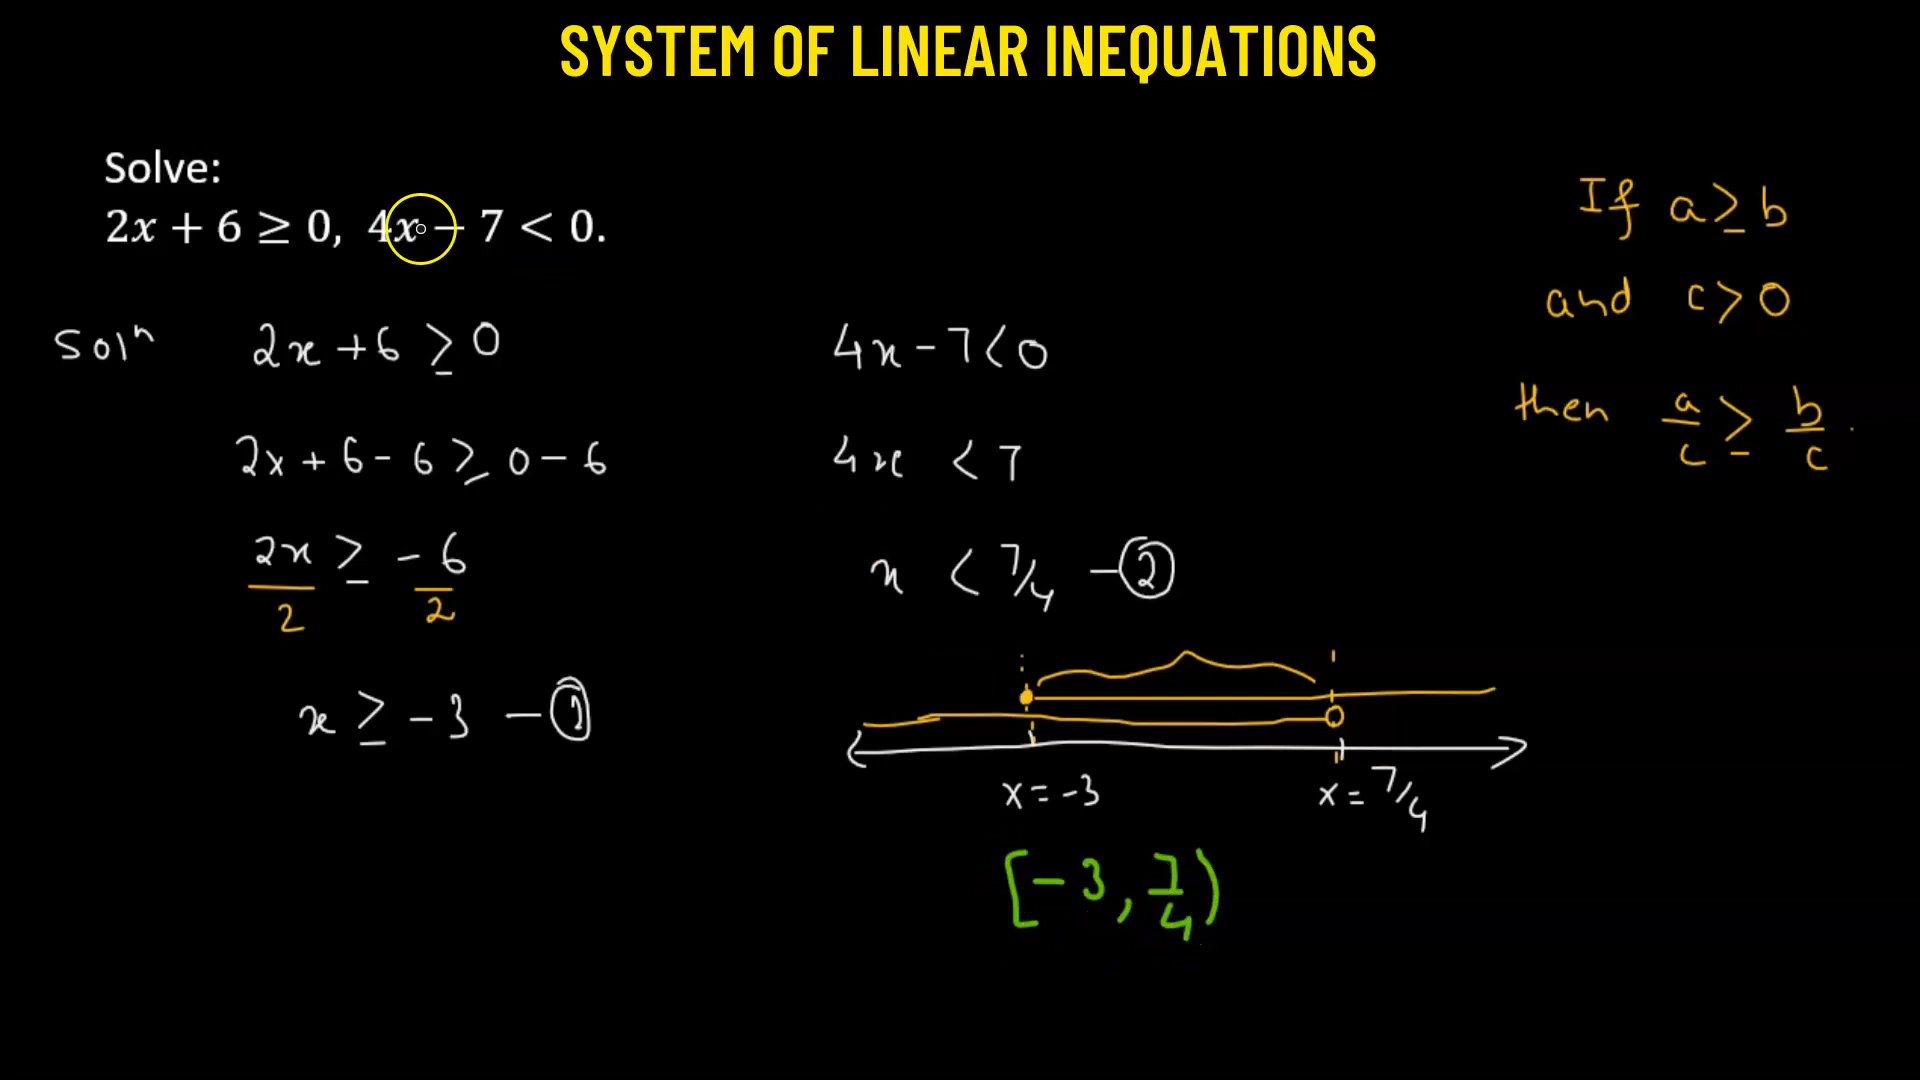 SYSTEM OF LINEAR INEQUATIONS
Solve:
2x + 6 ≥ 0, 4x − 7 < 0.
Solⁿ
2x + 6 ≥ 0
2x + 6 - 6 ≥ 0 - 6
2x/2 ≥ -6/2
x ≥ -3 - ①
4x - 7 < 0
4x < 7
x < 7/4 - ②
x = -3
x = 7/4
[-3, 7/4)
If a ≥ b
and c > 0
then a/c ≥ b/c.